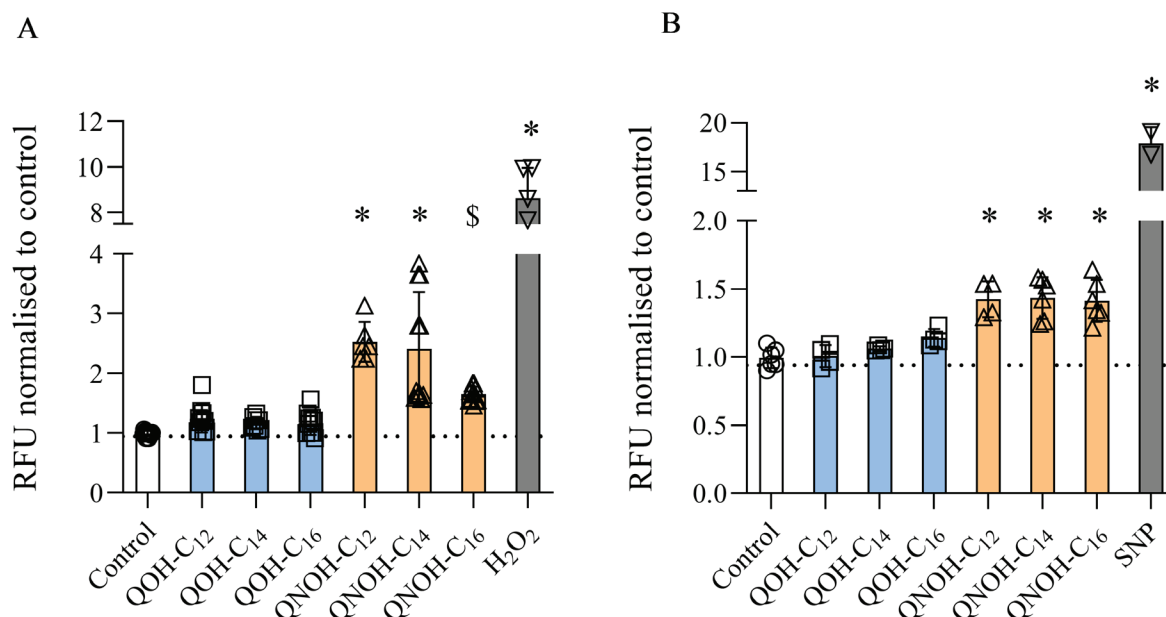 A
RFU normalised to control
12
10
8
4
3
2
1
0
*
*
$
*
Control
QOH-C₁₂
QOH-C₁₄
QOH-C₁₆
QNOH-C₁₂
QNOH-C₁₄
QNOH-C₁₆
H₂O₂
B
RFU normalised to control
20
15
2.0
1.5
1.0
0.5
0.0
*
*
*
*
Control
QOH-C₁₂
QOH-C₁₄
QOH-C₁₆
QNOH-C₁₂
QNOH-C₁₄
QNOH-C₁₆
SNP